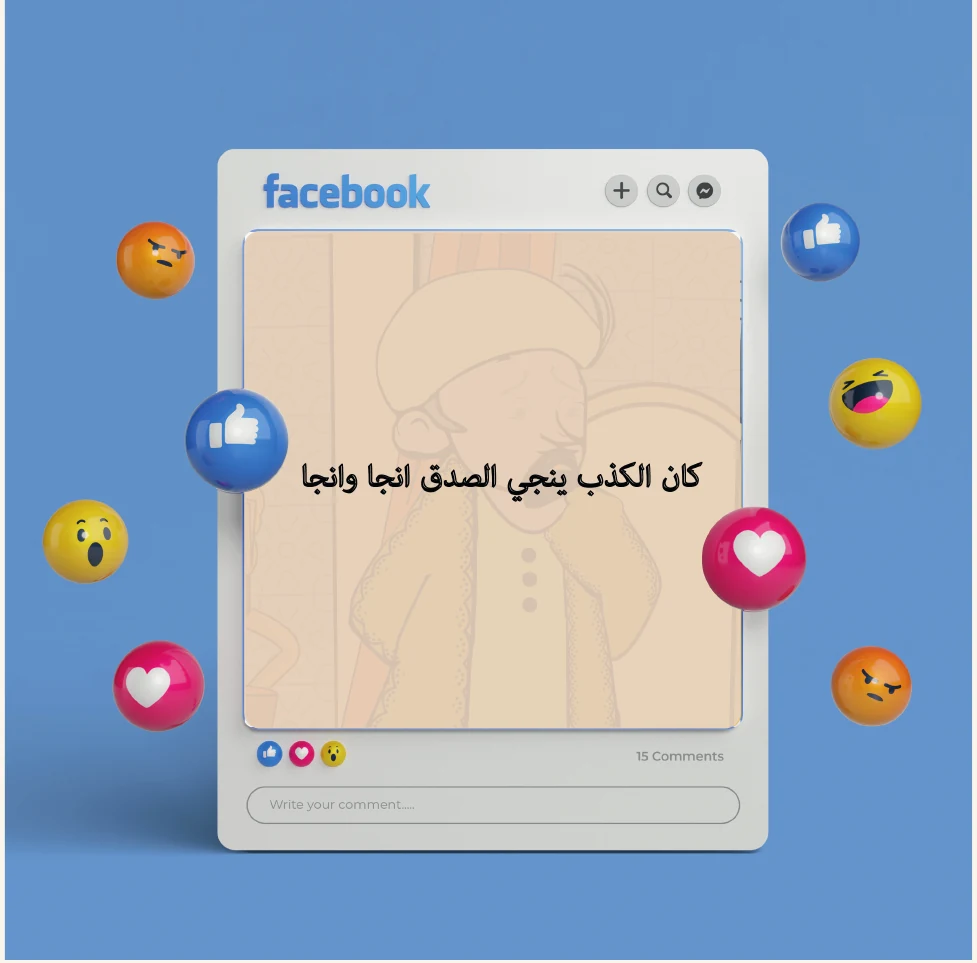 facebook
كان الكذب ينجي الصدق انجا وانجا
15 Comments
Write your comment.....